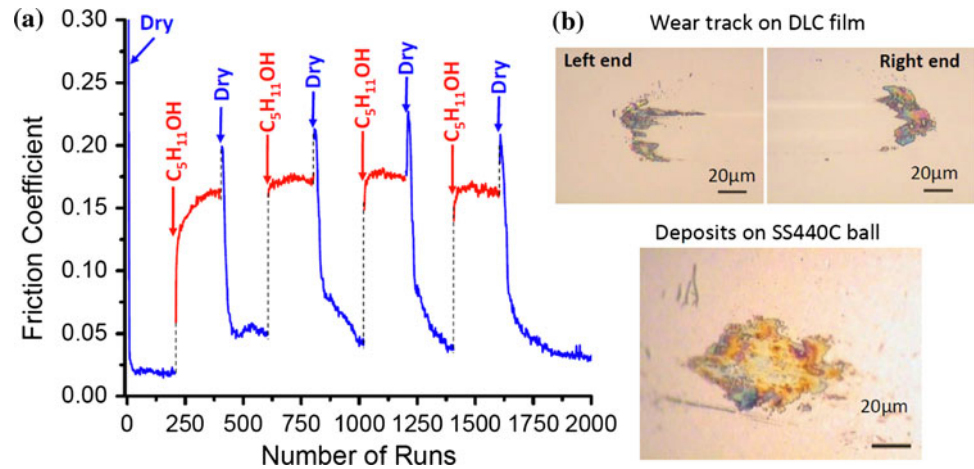 (a)
0.30
0.25
0.20
0.15
0.10
0.05
0.00
Friction Coefficient
Dry
C₅H₁₁OH
Dry
C₅H₁₁OH
Dry
C₅H₁₁OH
Dry
C₅H₁₁OH
Dry
0 250 500 750 1000 1250 1500 1750 2000
Number of Runs
(b)
Wear track on DLC film
Left end
20μm
Right end
20μm
Deposits on SS440C ball
20μm